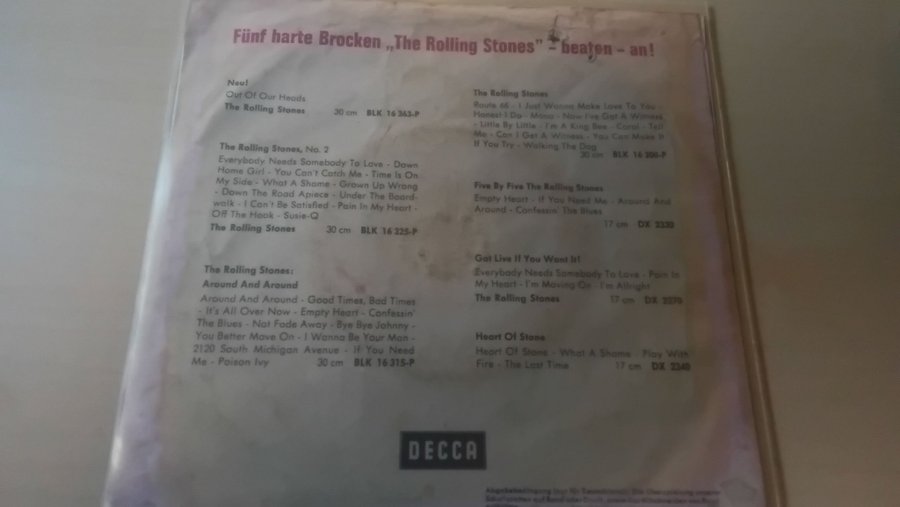 Fünf harte Brocken „The Rolling Stones" - beaten - an!
Neu!
Out Of Our Heads
The Rolling Stones 30 cm BLK 16 363-P
The Rolling Stones, No. 2
Everybody Needs Somebody To Love - Down
Home Girl - You Can't Catch Me - Time Is On
My Side - What A Shame - Grown Up Wrong
- Down The Road Apiece - Under The Board-
walk - I Can't Be Satisfied - Pain In My Heart -
Off The Hook - Susie-Q
The Rolling Stones 30 cm BLK 16 225-P
The Rolling Stones:
Around And Around
Around And Around - Good Times, Bad Times
- It's All Over Now - Empty Heart - Confessin'
The Blues - Not Fade Away - Bye Bye Johnny -
You Better Move On - I Wanna Be Your Man -
2120 South Michigan Avenue - If You Need
Me - Poison Ivy 30 cm BLK 16 315-P
The Rolling Stones
Route 66 - I Just Wanna Make Love To You -
Honest I Do - Mona - Now I've Got A Witness
- Little By Little - I'm A King Bee - Carol - Tell
Me - Can I Get A Witness - You Can Make It
If You Try - Walking The Dog
30 cm BLK 16 300-P
Five By Five The Rolling Stones
Empty Heart - If You Need Me - Around And
Around - Confessin' The Blues
17 cm DX
Got Live If You Want It!
Everybody Needs Somebody To Love - Pain In
My Heart - I'm Moving On - I'm Alright
The Rolling Stones 17 cm DX
Heart Of Stone
Heart Of Stone - What A Shame - Play With
Fire - The Last Time 17 cm DX 2340
DECCA